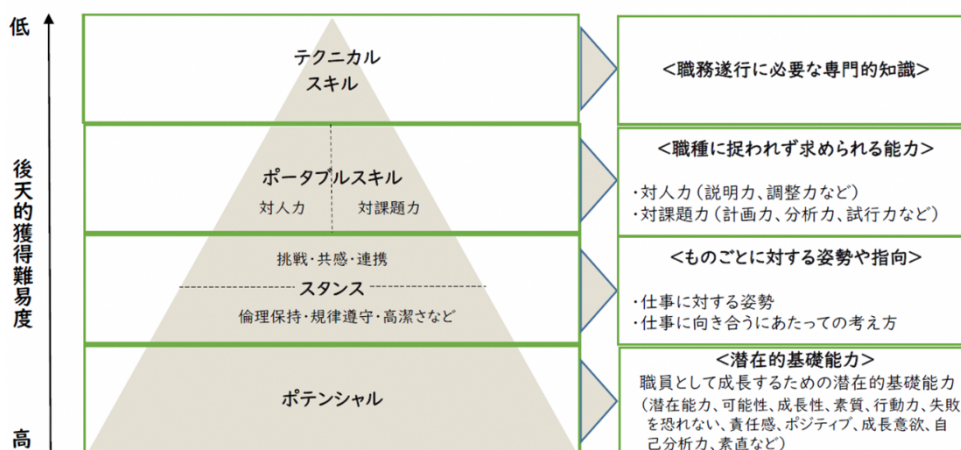 低
後天的獲得難易度
高
テクニカル
スキル
<職務遂行に必要な専門的知識>
ポータブルスキル
対人力
対課題力
<職種に捉われず求められる能力>
・対人力（説明力、調整力など）
・対課題力（計画力、分析力、試行力など）
挑戦・共感・連携
スタンス
倫理保持・規律遵守・高潔さなど
<ものごとに対する姿勢や指向>
・仕事に対する姿勢
・仕事に向き合うにあたっての考え方
ポテンシャル
<潜在的基礎能力>
職員として成長するための潜在的基礎能力
（潜在能力、可能性、成長性、素質、行動力、失敗
を恐れない、責任感、ポジティブ、成長意欲、自
己分析力、素直など）